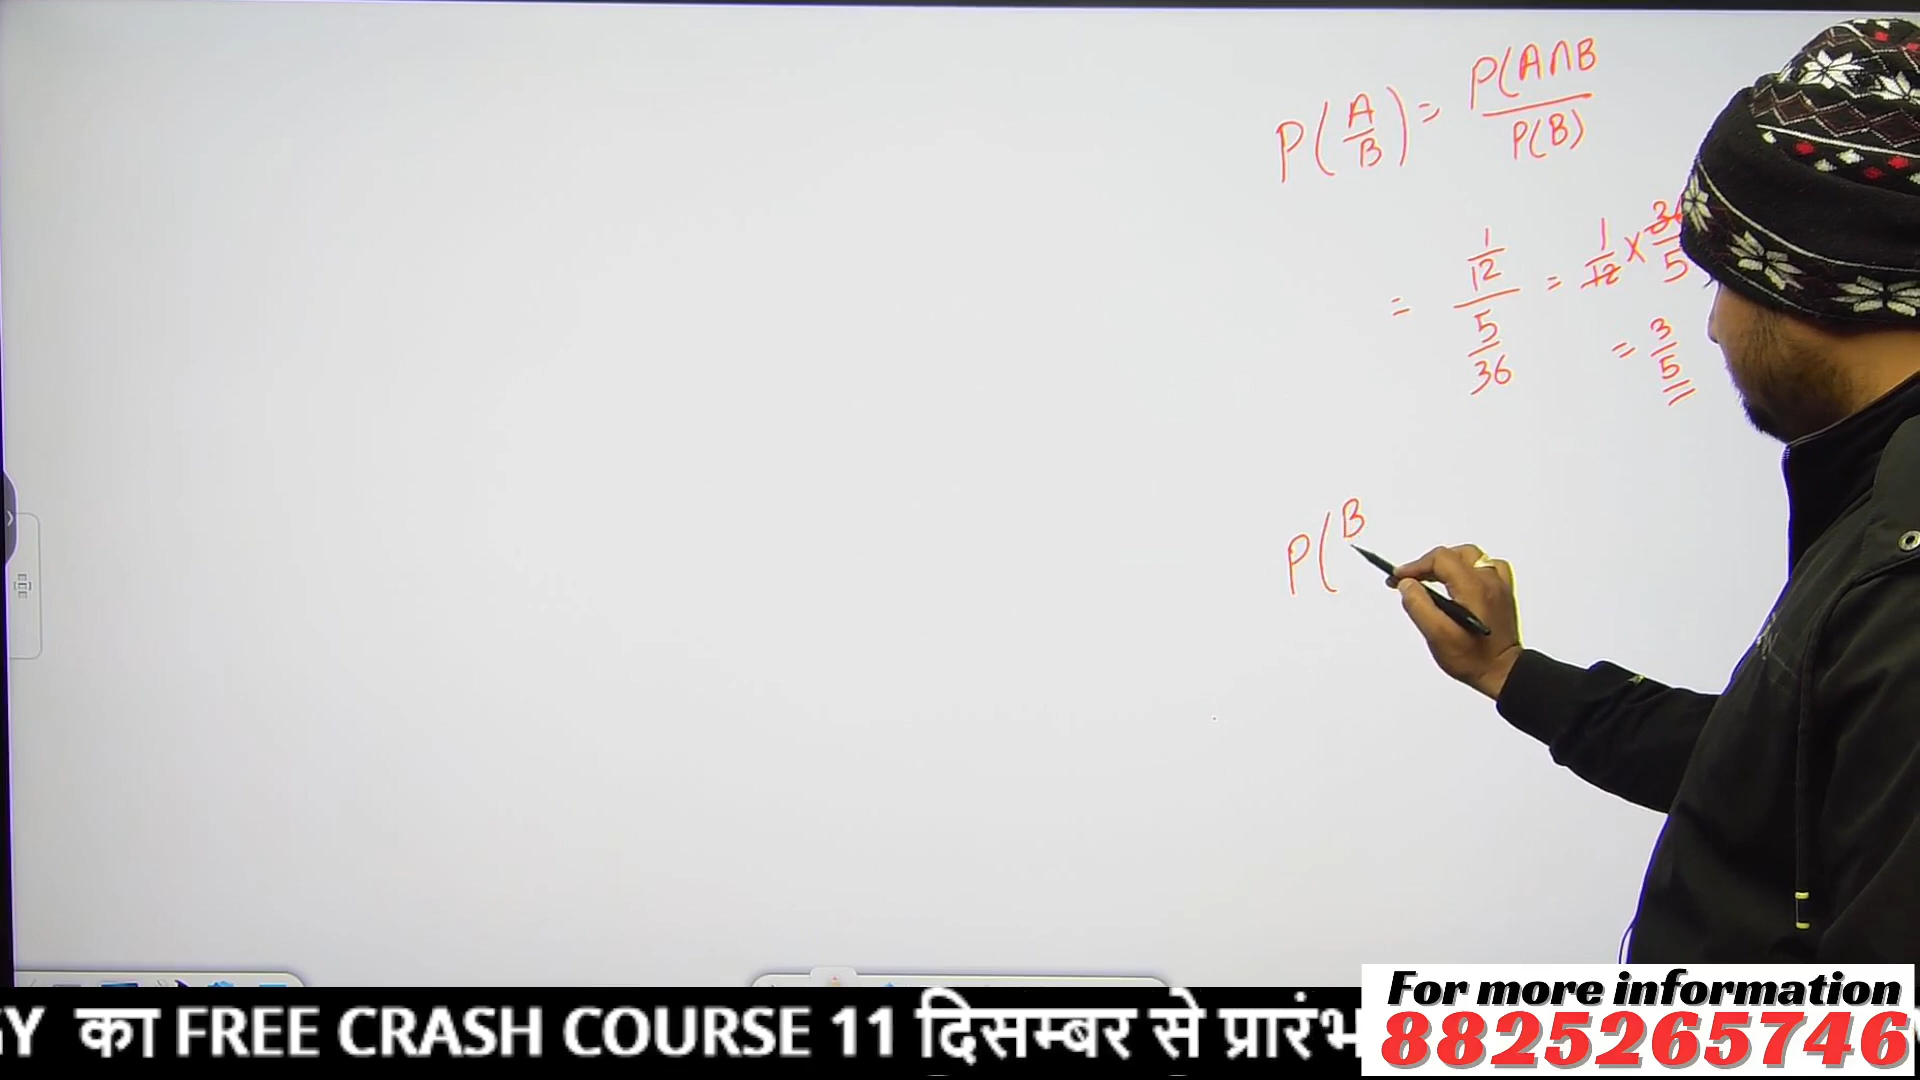 P(A/B) = P(A∩B / P(B)
= 1/12 / 5/36 = 1/12 × 36/5
= 3/5
P(B
GY का FREE CRASH COURSE 11 दिसम्बर से प्रारंभ
For more information
8825265746